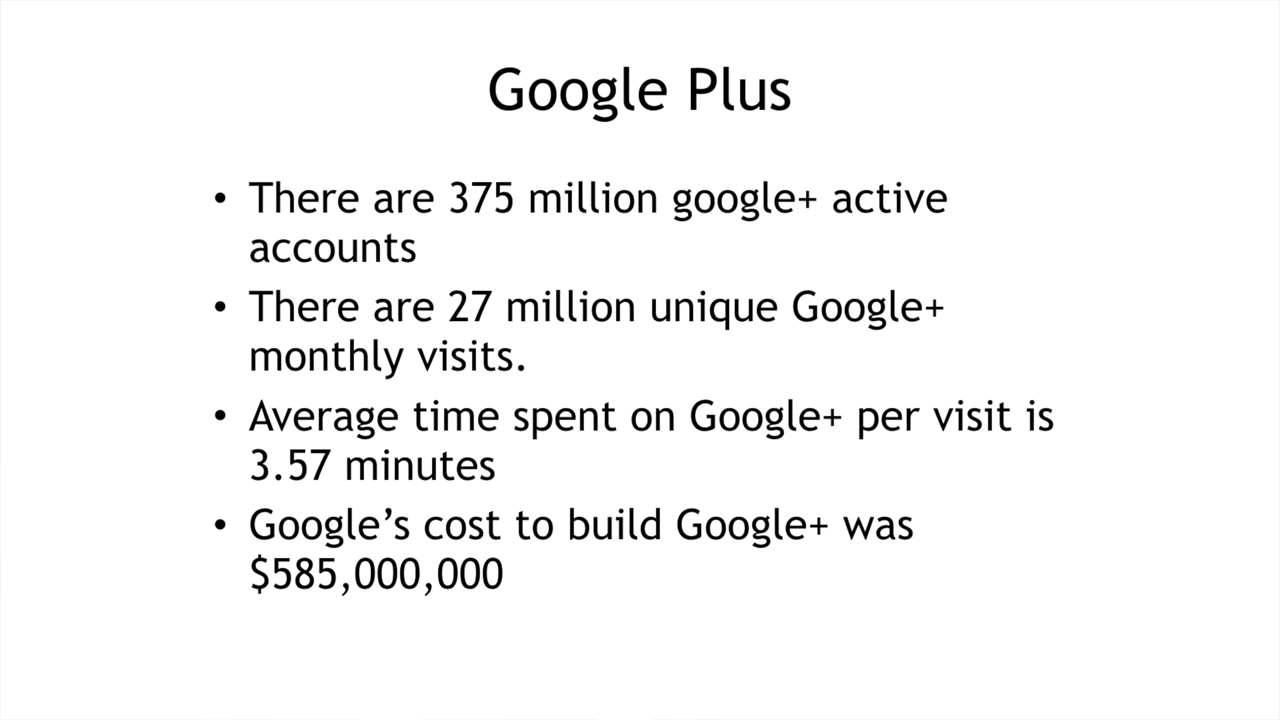 Google Plus
• There are 375 million google+ active
accounts
• There are 27 million unique Google+
monthly visits.
• Average time spent on Google+ per visit is
3.57 minutes
• Google’s cost to build Google+ was
$585,000,000